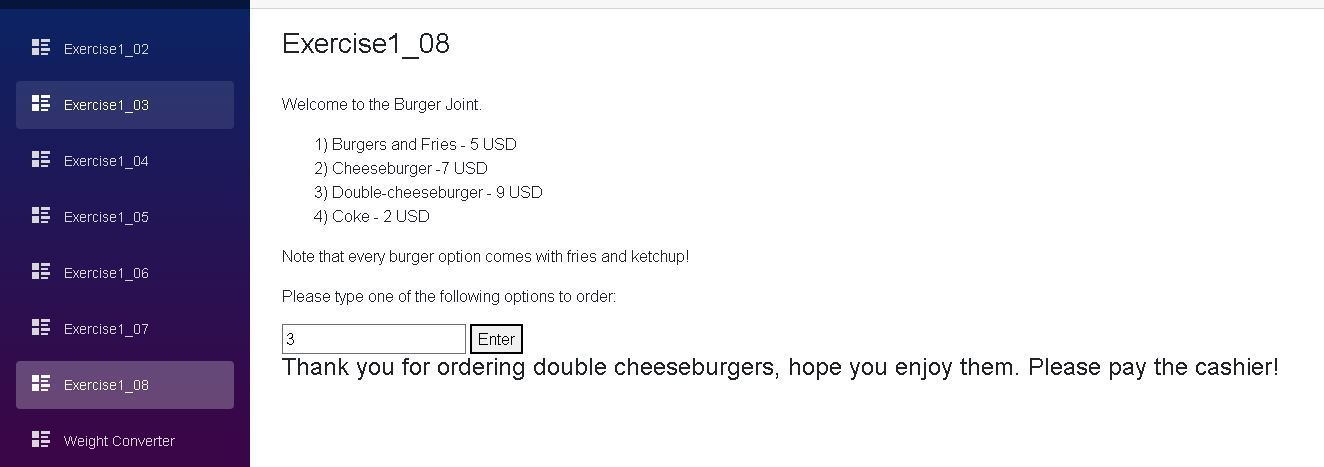 Exercise1_02
Exercise1_03
Exercise1_04
Exercise1_05
Exercise1_06
Exercise1_07
Exercise1_08
Weight Converter
Exercise1_08
Welcome to the Burger Joint.
1) Burgers and Fries - 5 USD
2) Cheeseburger -7 USD
3) Double-cheeseburger - 9 USD
4) Coke - 2 USD
Note that every burger option comes with fries and ketchup!
Please type one of the following options to order:
3 Enter
Thank you for ordering double cheeseburgers, hope you enjoy them. Please pay the cashier!